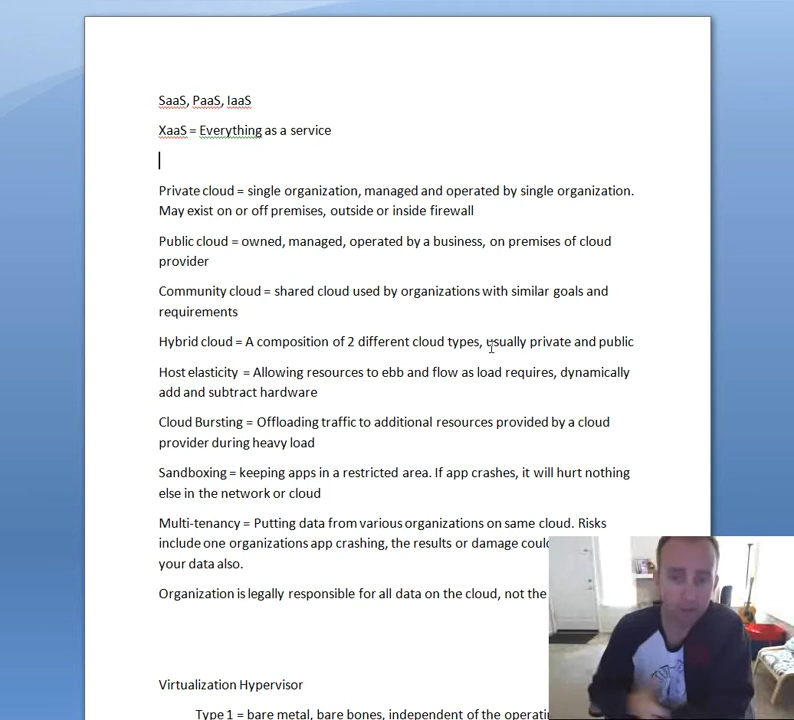 SaaS, PaaS, IaaS
XaaS = Everything as a service
Private cloud = single organization, managed and operated by single organization.
May exist on or off premises, outside or inside firewall
Public cloud = owned, managed, operated by a business, on premises of cloud
provider
Community cloud = shared cloud used by organizations with similar goals and
requirements
Hybrid cloud = A composition of 2 different cloud types, usually private and public
Host elasticity = Allowing resources to ebb and flow as load requires, dynamically
add and subtract hardware
Cloud Bursting = Offloading traffic to additional resources provided by a cloud
provider during heavy load
Sandboxing = keeping apps in a restricted area. If app crashes, it will hurt nothing
else in the network or cloud
Multi-tenancy = Putting data from various organizations on same cloud. Risks
include one organizations app crashing, the results or damage could
your data also.
Organization is legally responsible for all data on the cloud, not the
Virtualization Hypervisor
Type 1 = bare metal, bare bones, independent of the